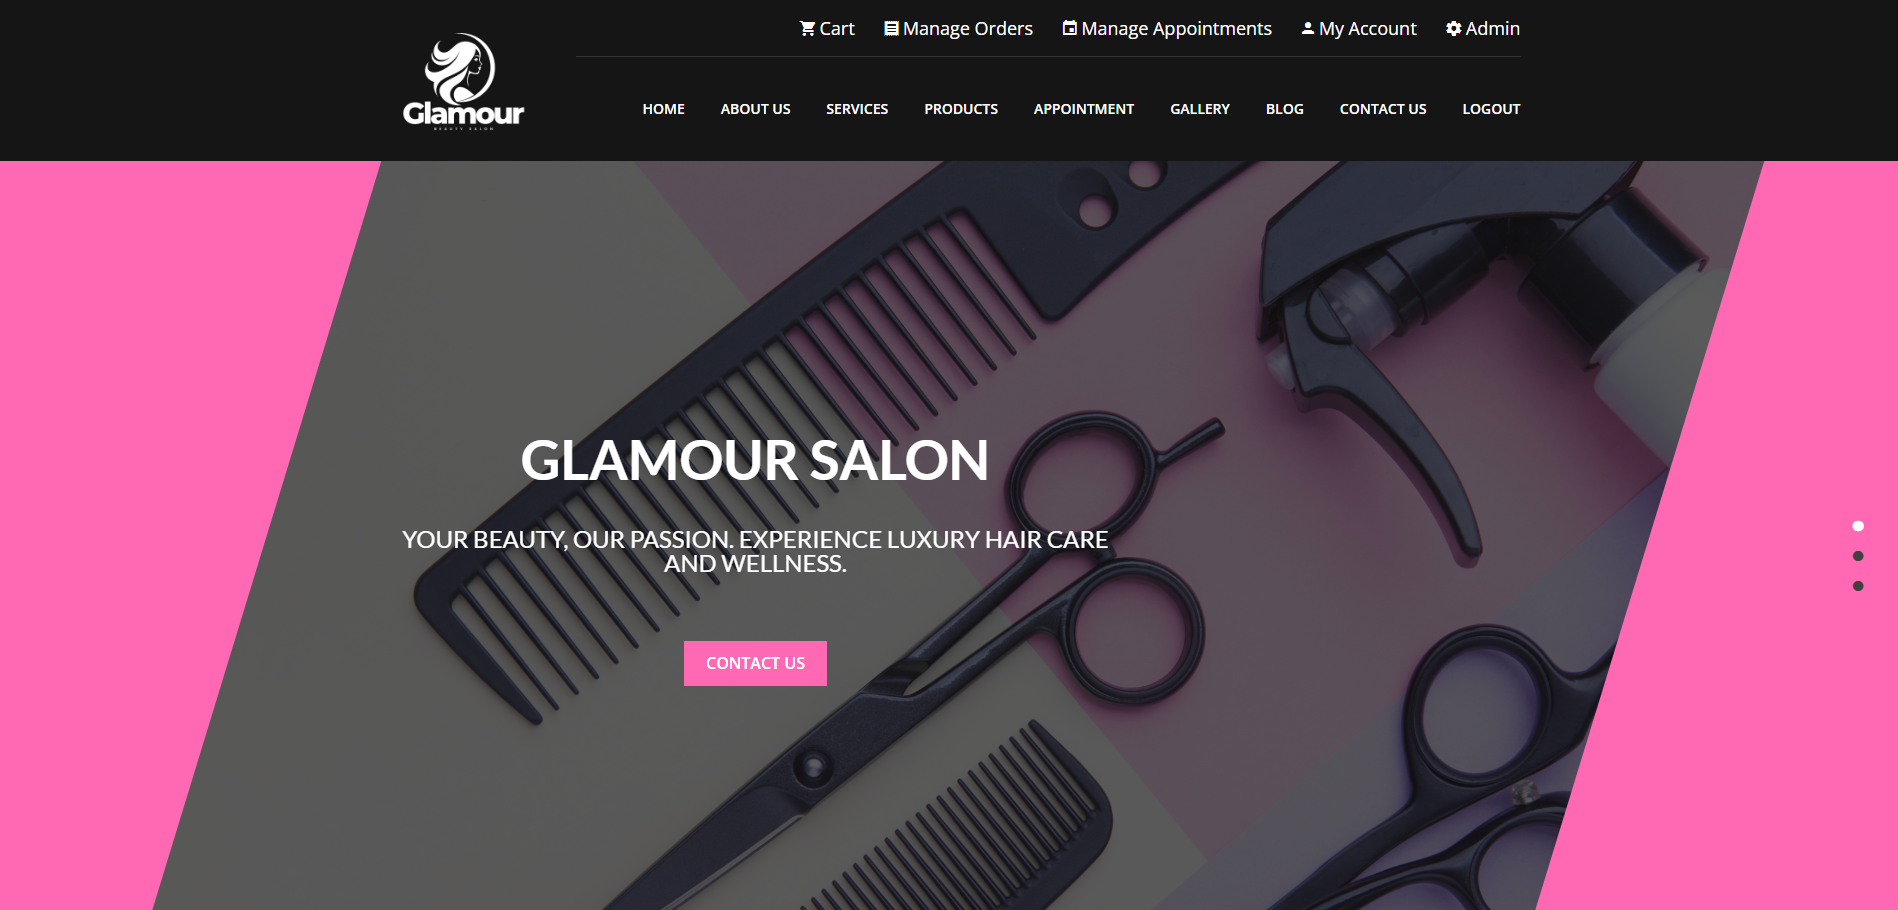 Cart Manage Orders Manage Appointments My Account Admin
Glamour
BEAUTY SALON
HOME ABOUT US SERVICES PRODUCTS APPOINTMENT GALLERY BLOG CONTACT US LOGOUT
GLAMOUR SALON
YOUR BEAUTY, OUR PASSION. EXPERIENCE LUXURY HAIR CARE
AND WELLNESS.
CONTACT US